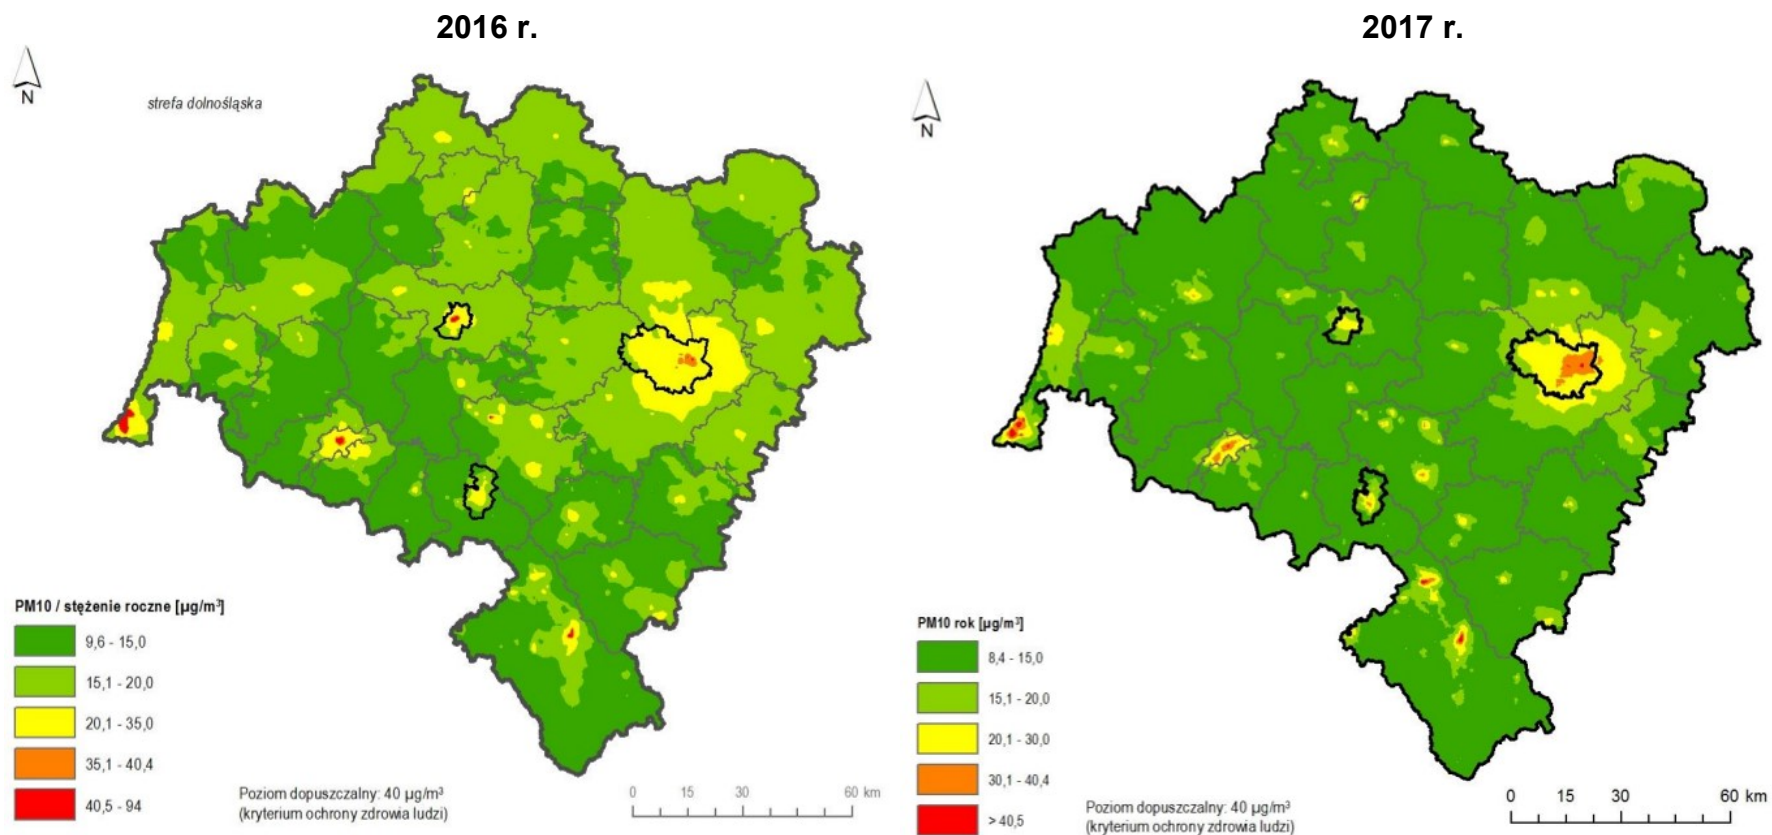 2016 r.
2017 r.
N
strefa dolnośląska
PM10 / stężenie roczne [µg/m³]
9,6 - 15,0
15,1 - 20,0
20,1 - 35,0
35,1 - 40,4
40,5 - 94
Poziom dopuszczalny: 40 µg/m³
(kryterium ochrony zdrowia ludzi)
0 15 30 60 km
N
PM10 rok [µg/m³]
8,4 - 15,0
15,1 - 20,0
20,1 - 30,0
30,1 - 40,4
> 40,5
Poziom dopuszczalny: 40 µg/m³
(kryterium ochrony zdrowia ludzi)
0 15 30 60 km